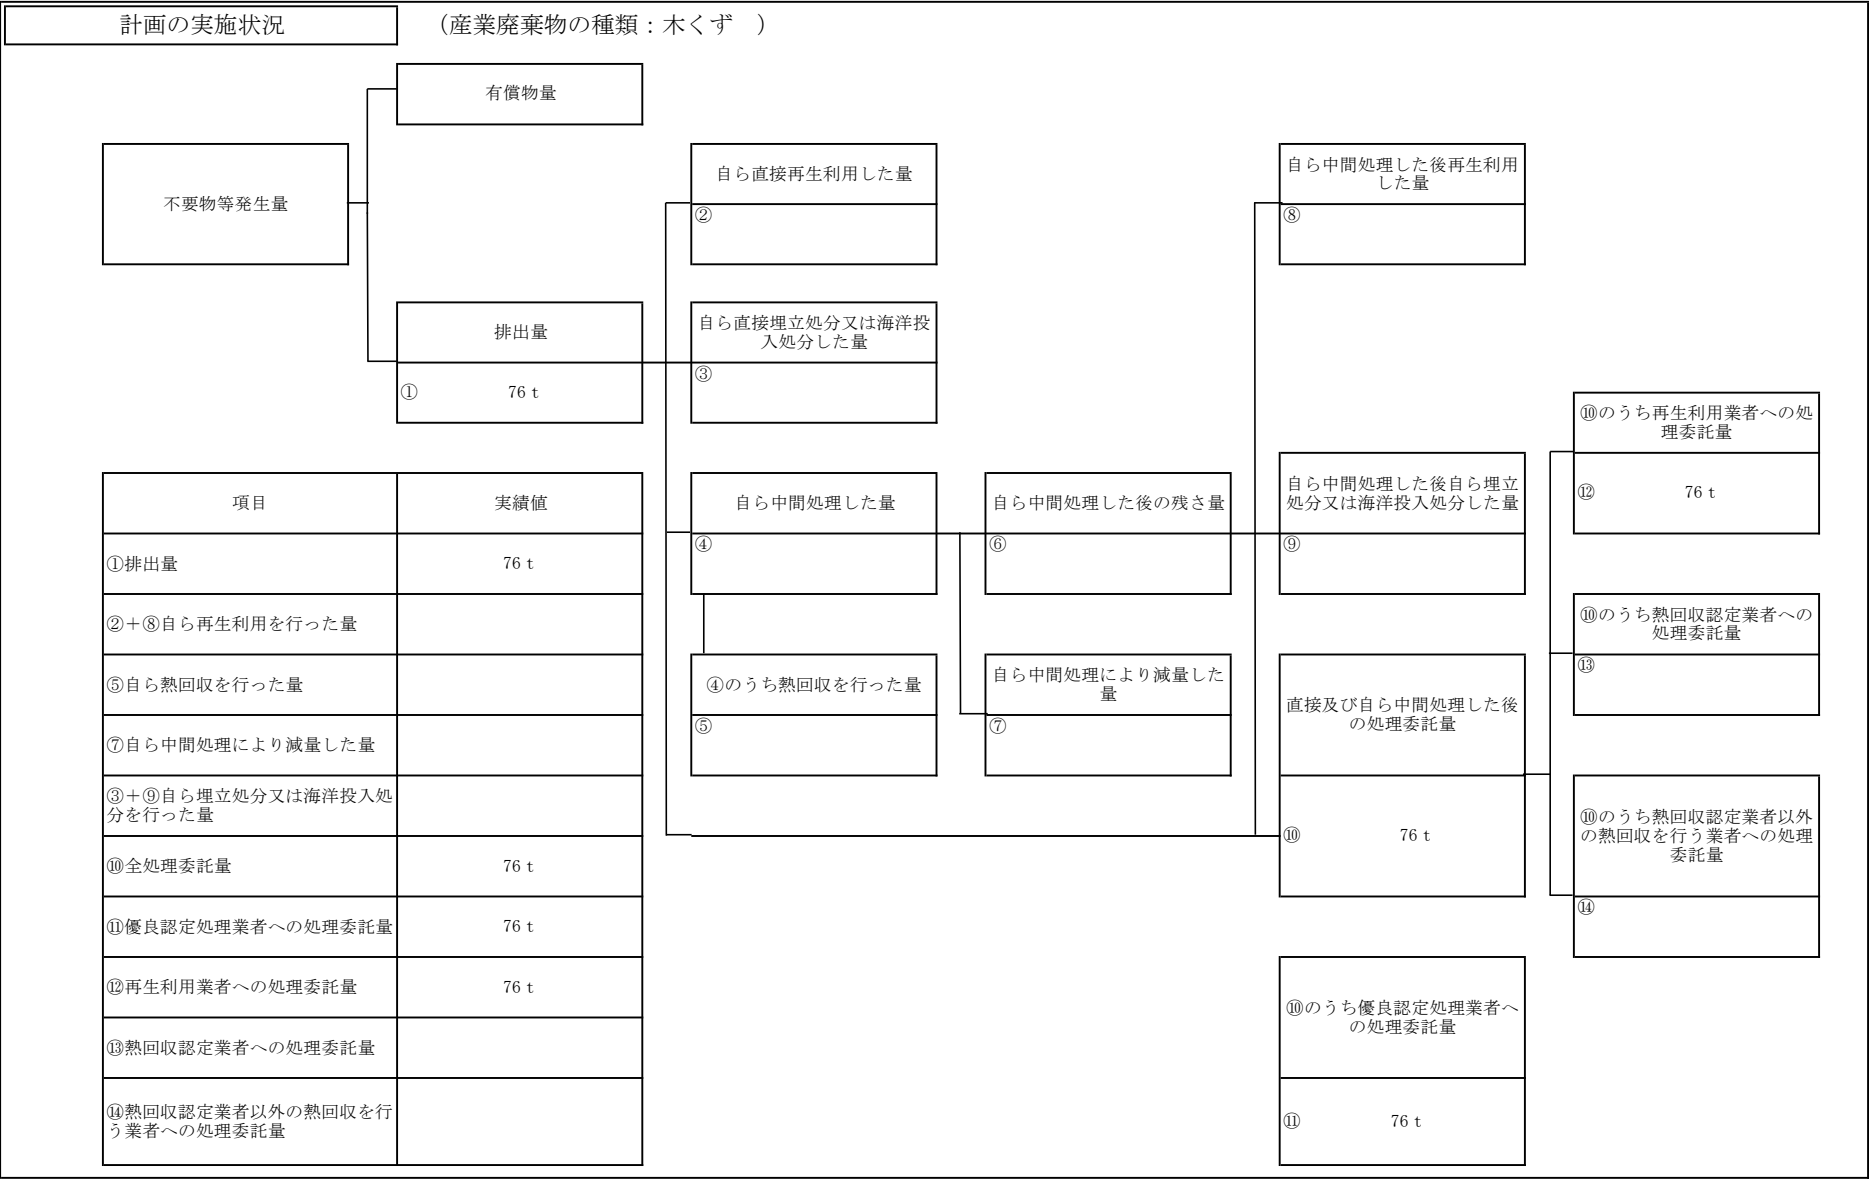 計画の実施状況
（産業廃棄物の種類：木くず　）
有償物量
不要物等発生量
自ら直接再生利用した量
②
自ら中間処理した後再生利用
した量
⑧
排出量
①
76 t
自ら直接埋立処分又は海洋投
入処分した量
③
⑩のうち再生利用業者への処
理委託量
⑫
76 t
項目
実績値
①排出量
76 t
②＋⑧自ら再生利用を行った量
⑤自ら熱回収を行った量
⑦自ら中間処理により減量した量
③＋⑨自ら埋立処分又は海洋投入処
分を行った量
⑩全処理委託量
76 t
⑪優良認定処理業者への処理委託量
76 t
⑫再生利用業者への処理委託量
76 t
⑬熱回収認定業者への処理委託量
⑭熱回収認定業者以外の熱回収を行
う業者への処理委託量
自ら中間処理した量
④
④のうち熱回収を行った量
⑤
自ら中間処理した後の残さ量
⑥
自ら中間処理により減量した
量
⑦
自ら中間処理した後自ら埋立
処分又は海洋投入処分した量
⑨
直接及び自ら中間処理した後
の処理委託量
⑩
76 t
⑩のうち熱回収認定業者への
処理委託量
⑬
⑩のうち熱回収認定業者以外
の熱回収を行う業者への処理
委託量
⑭
⑩のうち優良認定処理業者へ
の処理委託量
⑪
76 t